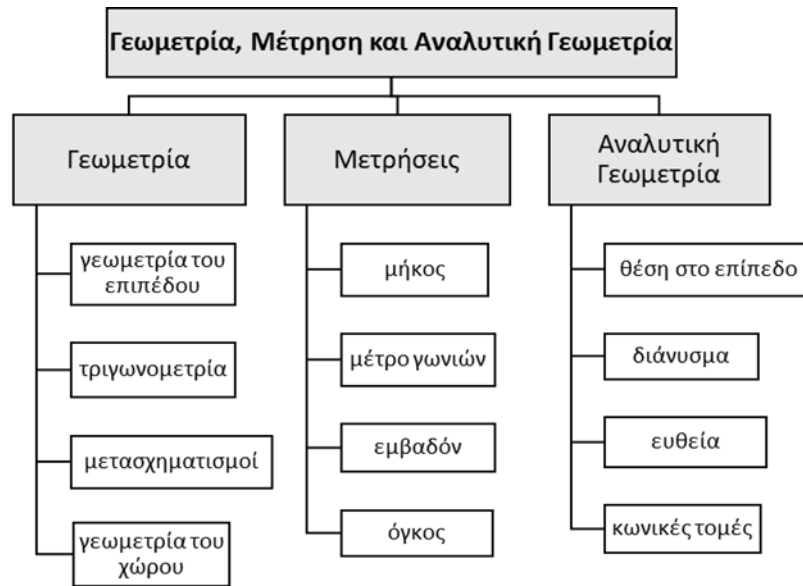 Γεωμετρία, Μέτρηση και Αναλυτική Γεωμετρία
Γεωμετρία
γεωμετρία του
επιπέδου
τριγωνομετρία
μετασχηματισμοί
γεωμετρία του
χώρου
Μετρήσεις
μήκος
μέτρο γωνιών
εμβαδόν
όγκος
Αναλυτική
Γεωμετρία
θέση στο επίπεδο
διάνυσμα
ευθεία
κωνικές τομές